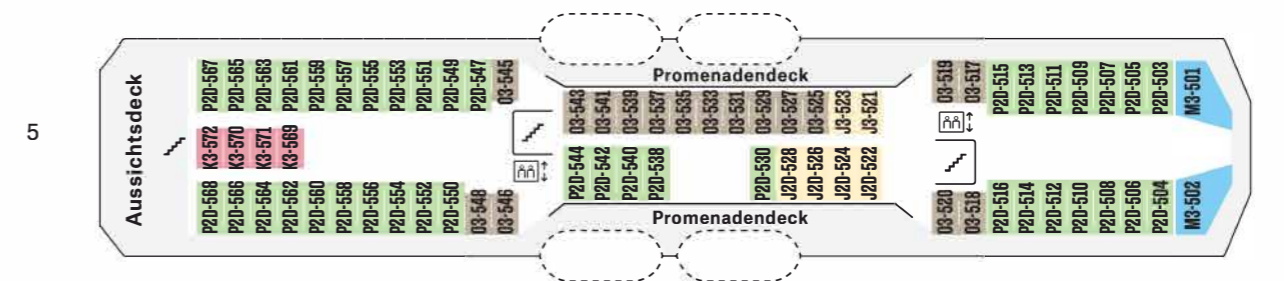 5
Aussichtsdeck
P2D-567
P2D-565
P2D-563
P2D-561
P2D-559
P2D-557
P2D-555
P2D-553
P2D-551
P2D-549
P2D-547
O3-545
K3-572
K3-570
K3-571
K3-569
P2D-568
P2D-566
P2D-564
P2D-562
P2D-560
P2D-558
P2D-556
P2D-554
P2D-552
P2D-550
O3-548
O3-546
Promenadendeck
O3-543
O3-541
O3-539
O3-537
O3-535
O3-533
O3-531
O3-529
O3-527
O3-525
J3-523
J3-521
P2D-544
P2D-542
P2D-540
P2D-538
P2D-530
J2D-528
J2D-526
J2D-524
J2D-522
Promenadendeck
O3-519
O3-517
P2D-515
P2D-513
P2D-511
P2D-509
P2D-507
P2D-505
P2D-503
M3-501
O3-520
O3-518
P2D-516
P2D-514
P2D-512
P2D-510
P2D-508
P2D-506
P2D-504
M3-502